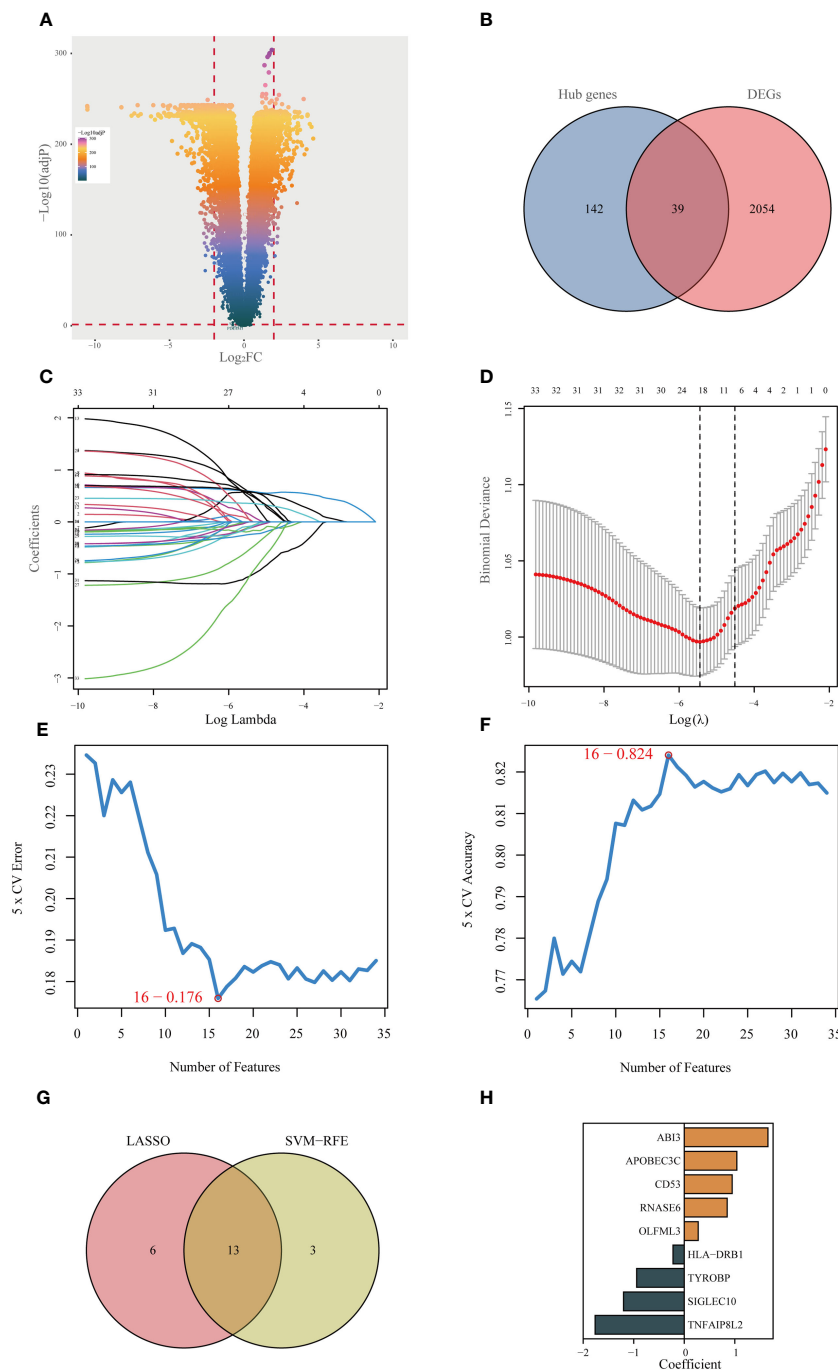 A
300
200
100
0
−Log10(adjP)
−Log10adjP
300
200
100
−10 −5 0 5 10
Log₂FC
B
Hub genes DEGs
142 39 2054
C
33 31 27 4 0
2
1
0
−1
−2
−3
Coefficients
−10 −8 −6 −4 −2
Log Lambda
D
33 32 32 31 31 32 31 30 24 18 11 6 4 4 2 1 1 0
1.15
1.10
1.05
1.00
Binomial Deviance
−10 −8 −6 −4 −2
Log(λ)
E
0.23
0.22
0.21
0.20
0.19
0.18
5 x CV Error
16 − 0.176
0 5 10 15 20 25 30 35
Number of Features
F
16 − 0.824
0.82
0.81
0.80
0.79
0.78
0.77
5 x CV Accuracy
0 5 10 15 20 25 30 35
Number of Features
G
LASSO SVM−RFE
6 13 3
H
ABI3
APOBEC3C
CD53
RNASE6
OLFML3
HLA−DRB1
TYROBP
SIGLEC10
TNFAIP8L2
−2 −1 0 1
Coefficient